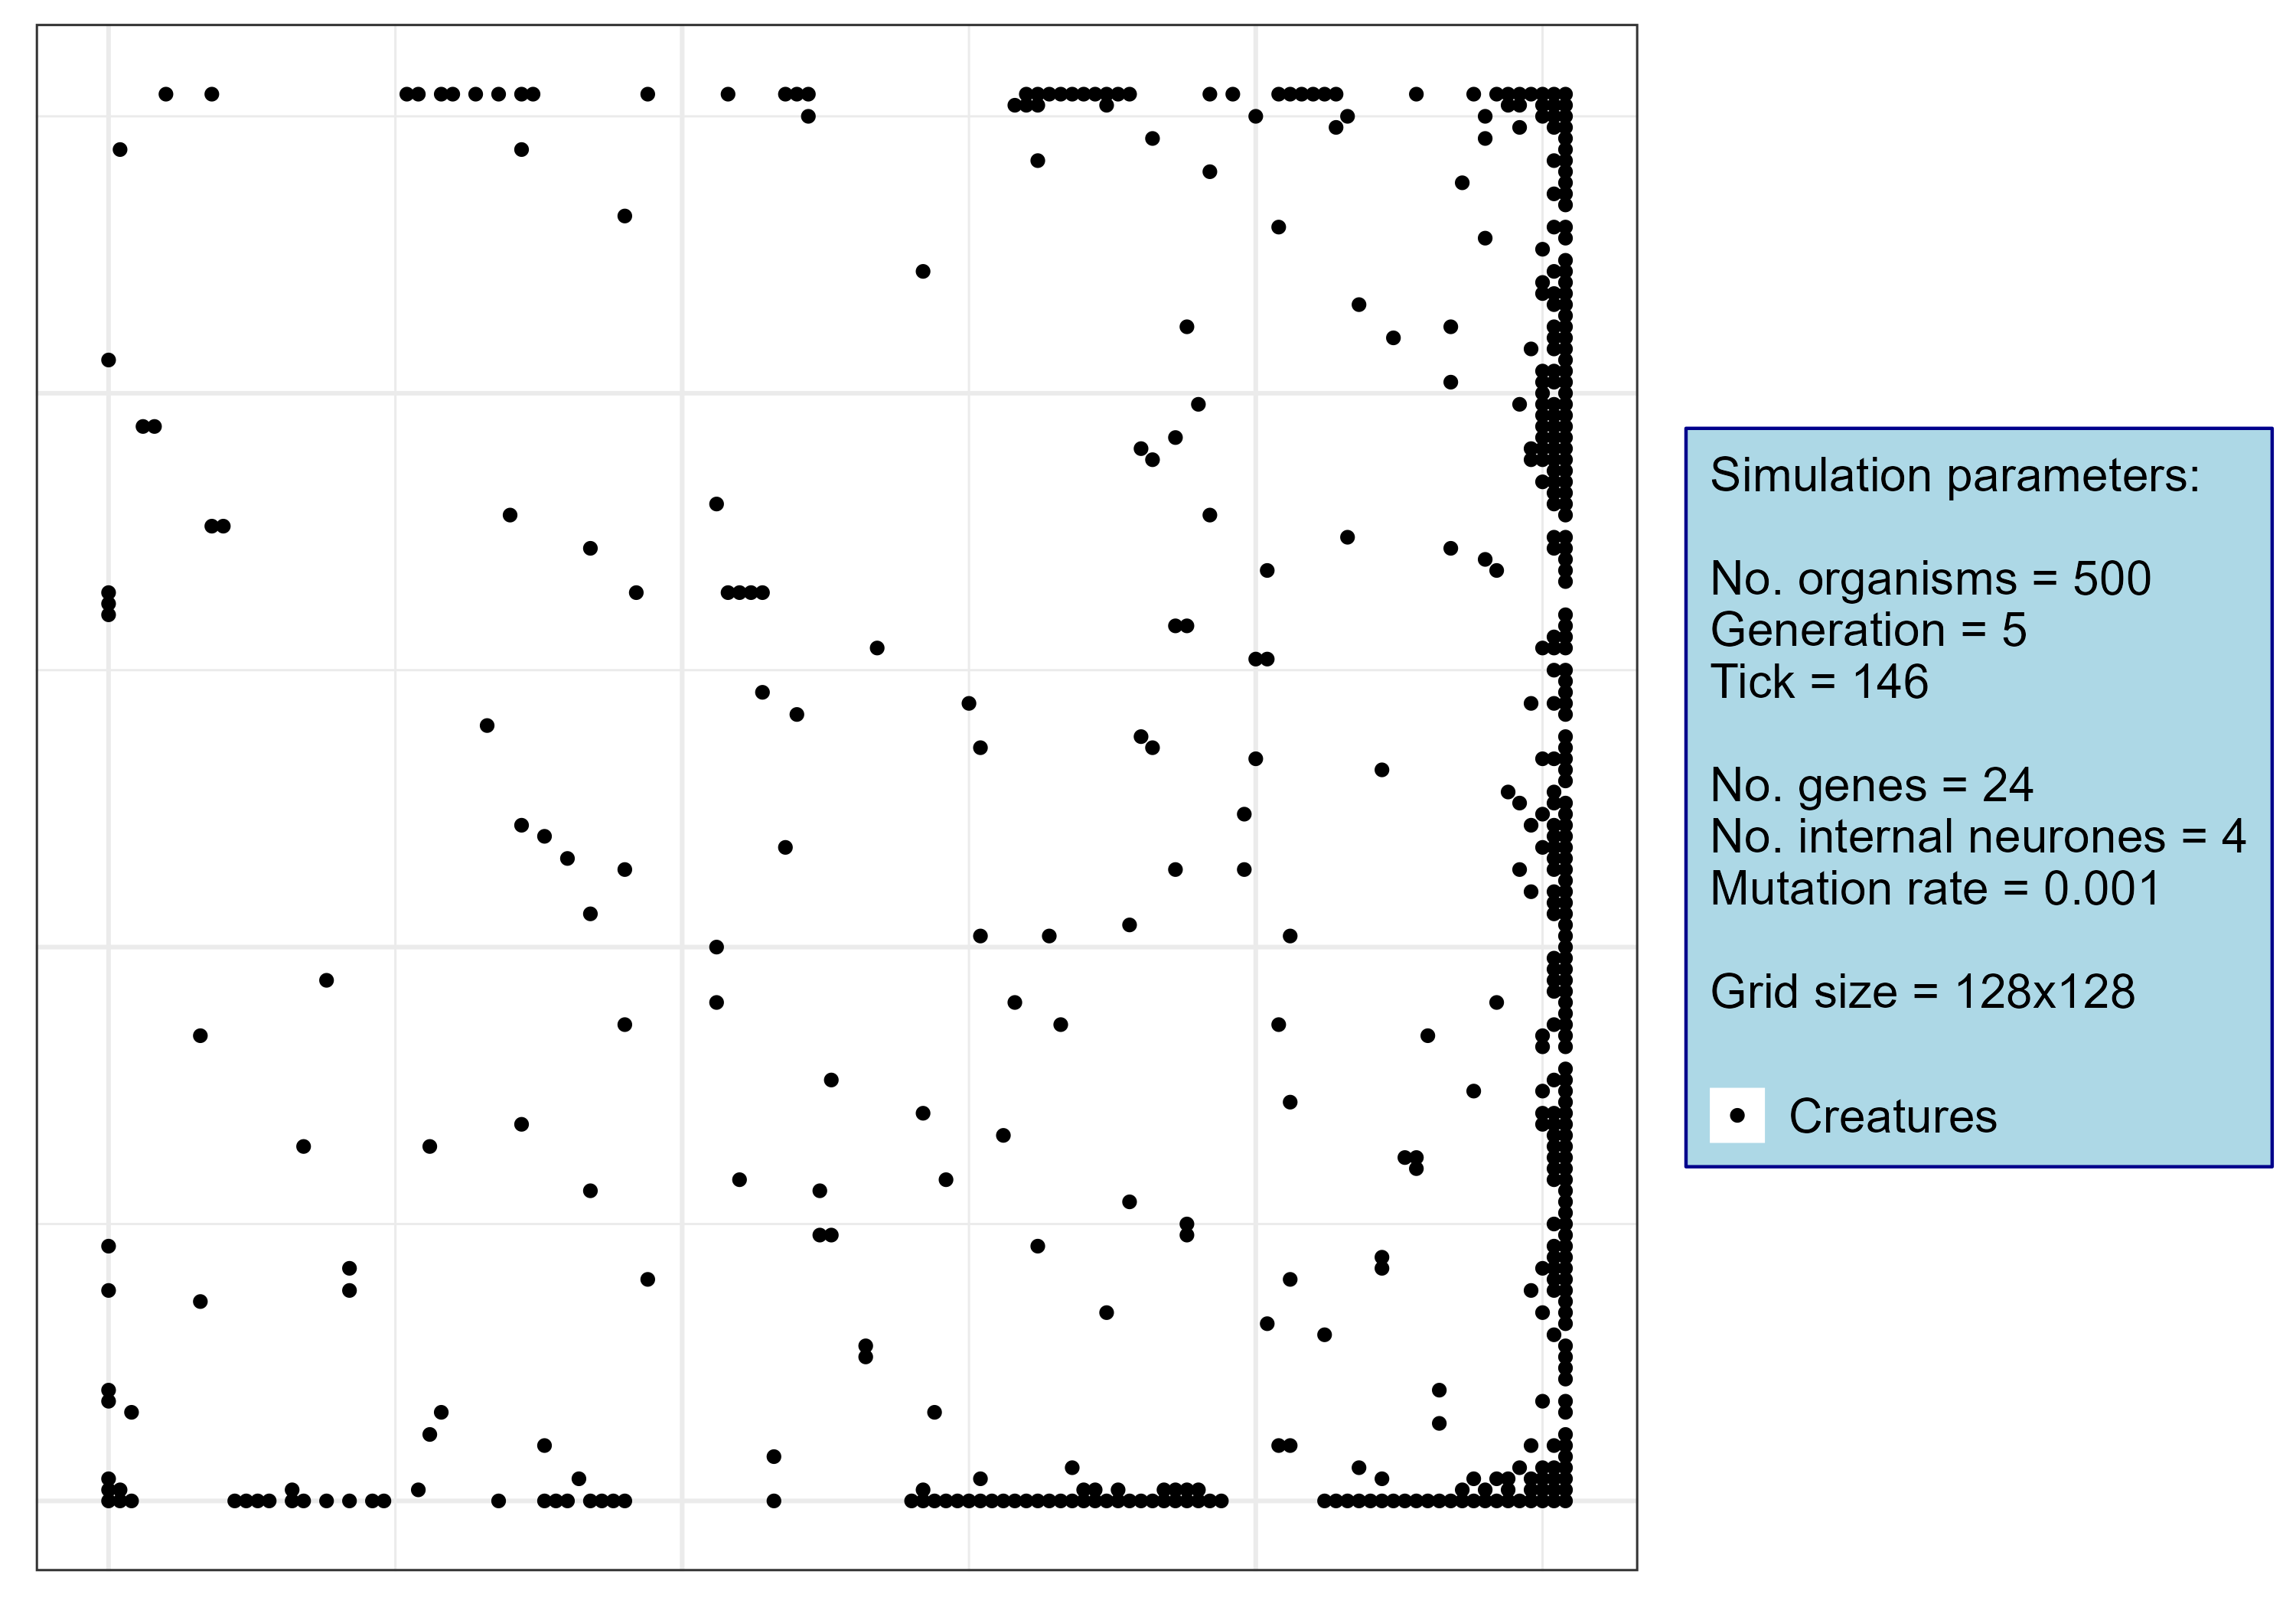 Simulation parameters:
No. organisms = 500
Generation = 5
Tick = 146
No. genes = 24
No. internal neurones = 4
Mutation rate = 0.001
Grid size = 128x128
Creatures